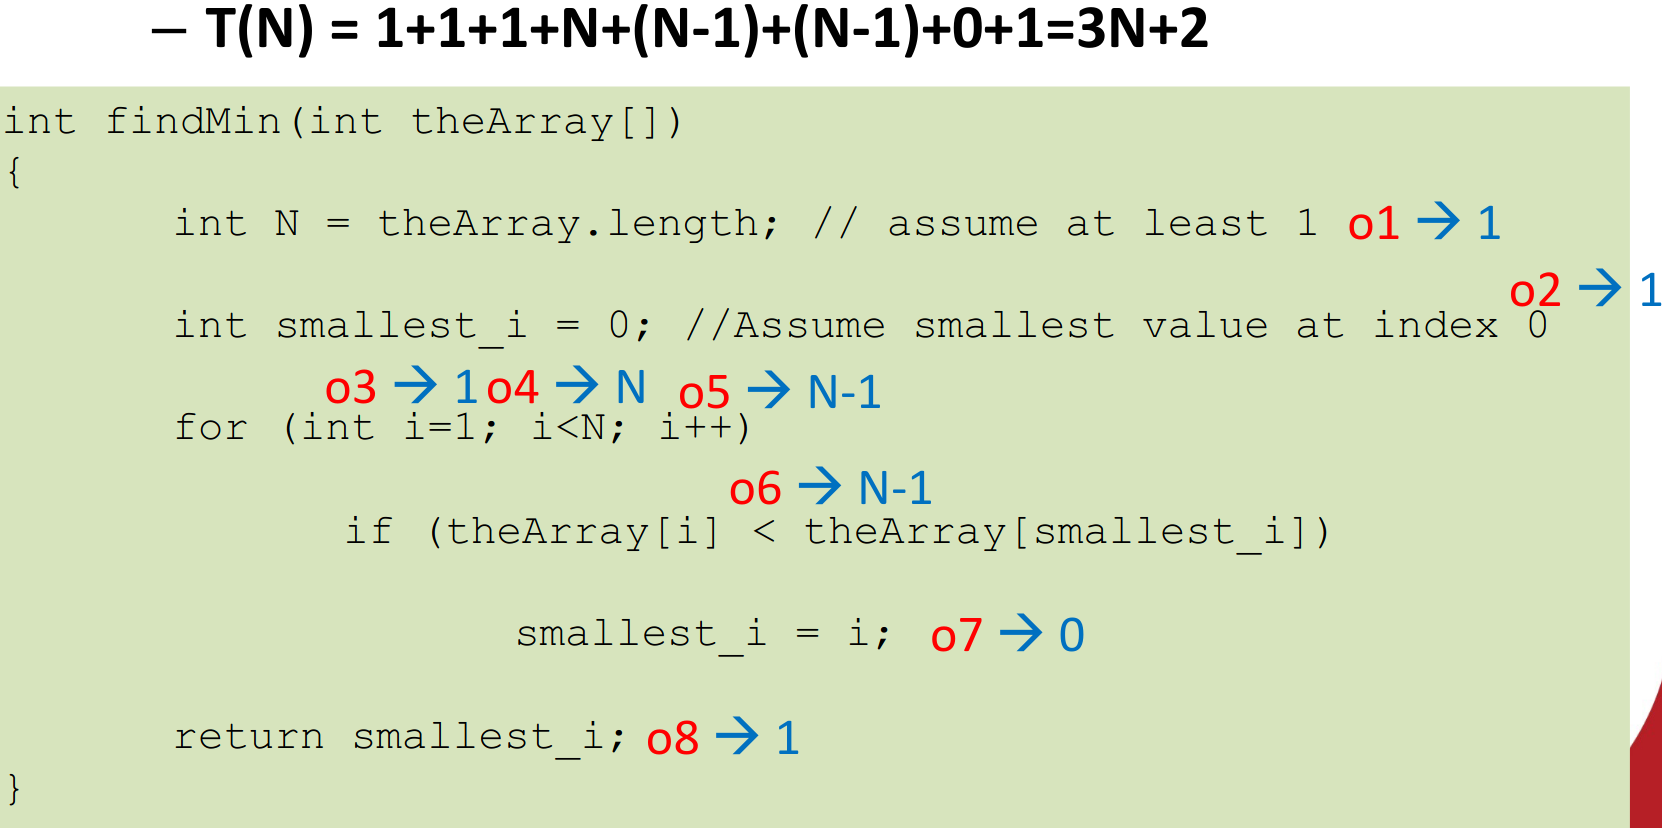 – T(N) = 1+1+1+N+(N-1)+(N-1)+0+1=3N+2
int findMin(int theArray[])
{
int N = theArray.length; // assume at least 1 o1 → 1
o2 → 1
int smallest_i = 0; //Assume smallest value at index 0
o3 → 1 o4 → N o5 → N-1
for (int i=1; i<N; i++)
o6 → N-1
if (theArray[i] < theArray[smallest_i])
smallest_i = i; o7 → 0
return smallest_i; o8 → 1
}